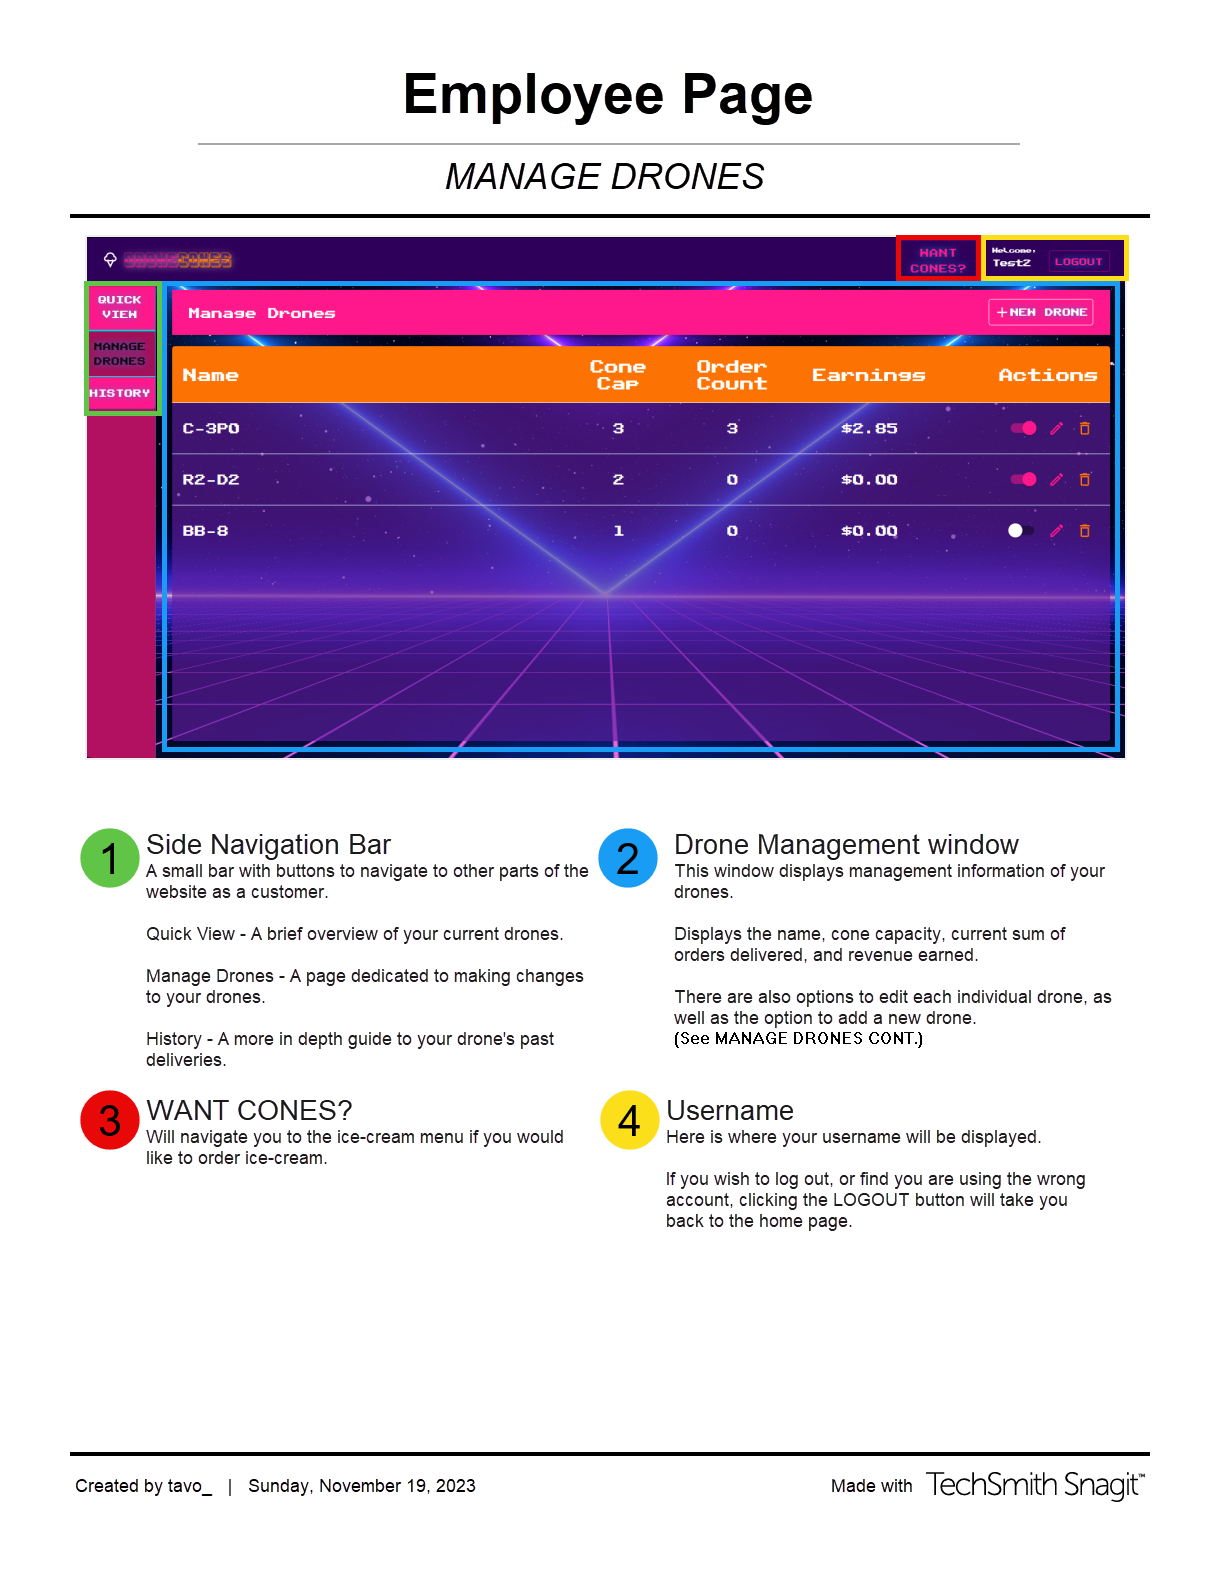 Employee Page
MANAGE DRONES
DRONECONES
WANT
CONES?
Welcome,
Test2
LOGOUT
QUICK
VIEW
MANAGE
DRONES
HISTORY
Manage Drones
+NEW DRONE
Name
Cone
Cap
Order
Count
Earnings
Actions
C-3PO 3 3 $2.85
R2-D2 2 0 $0.00
BB-8 1 0 $0.00
1 Side Navigation Bar
A small bar with buttons to navigate to other parts of the
website as a customer.
Quick View - A brief overview of your current drones.
Manage Drones - A page dedicated to making changes
to your drones.
History - A more in depth guide to your drone's past
deliveries.
2 Drone Management window
This window displays management information of your
drones.
Displays the name, cone capacity, current sum of
orders delivered, and revenue earned.
There are also options to edit each individual drone, as
well as the option to add a new drone.
(See MANAGE DRONES CONT.)
3 WANT CONES?
Will navigate you to the ice-cream menu if you would
like to order ice-cream.
4 Username
Here is where your username will be displayed.
If you wish to log out, or find you are using the wrong
account, clicking the LOGOUT button will take you
back to the home page.
Created by tavo_ | Sunday, November 19, 2023
Made with TechSmith Snagit™